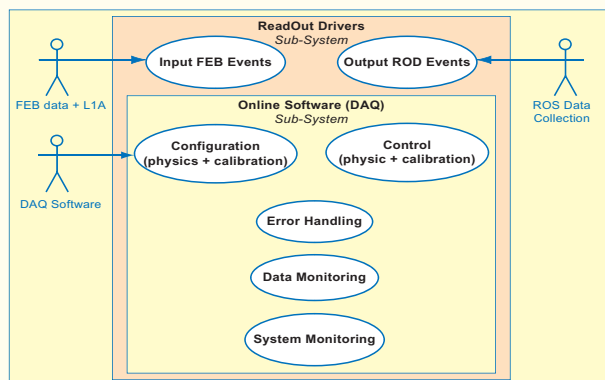 ReadOut Drivers
Sub-System
Input FEB Events
Output ROD Events
FEB data + L1A
ROS Data
Collection
Online Software (DAQ)
Sub-System
Configuration
(physics + calibration)
Control
(physic + calibration)
DAQ Software
Error Handling
Data Monitoring
System Monitoring